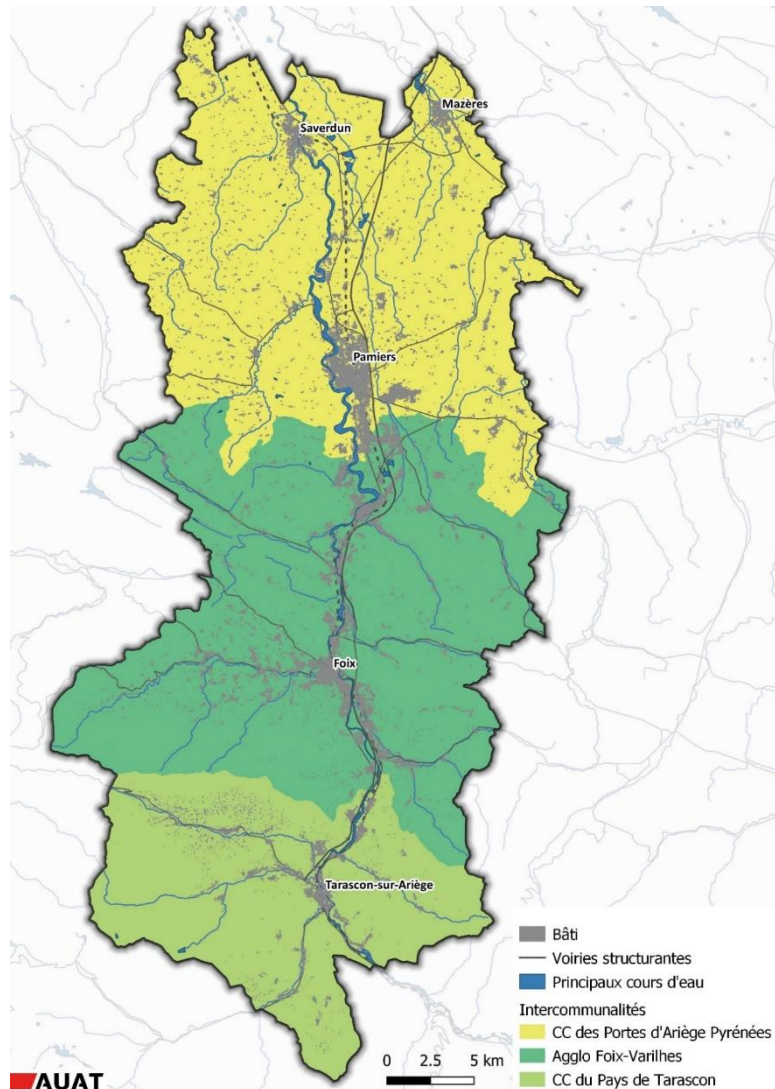 Mazères
Saverdun
Pamiers
Foix
Tarascon-sur-Ariège
Bâti
Voiries structurantes
Principaux cours d'eau
Intercommunalités
CC des Portes d'Ariège Pyrénées
Agglo Foix-Varilhes
CC du Pays de Tarascon
0 2.5 5 km
AUAT